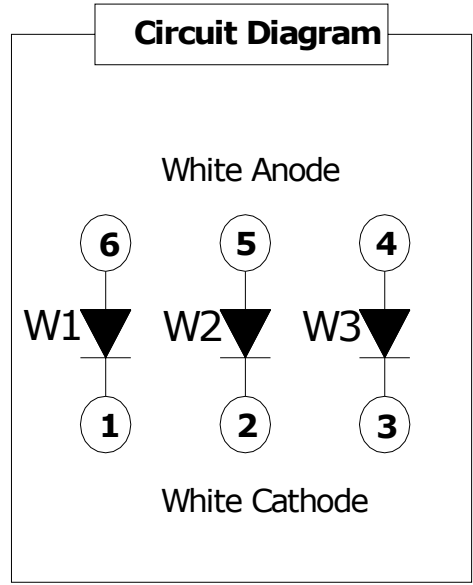 Circuit Diagram
White Anode
6 5 4
W1 W2 W3
1 2 3
White Cathode